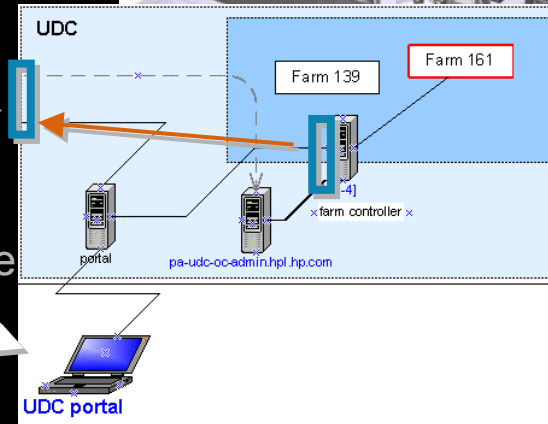 UDC
Farm 139
Farm 161
-4]
farm controller
portal
pa-udc-oc-admin.hpl.hp.com
e
UDC portal